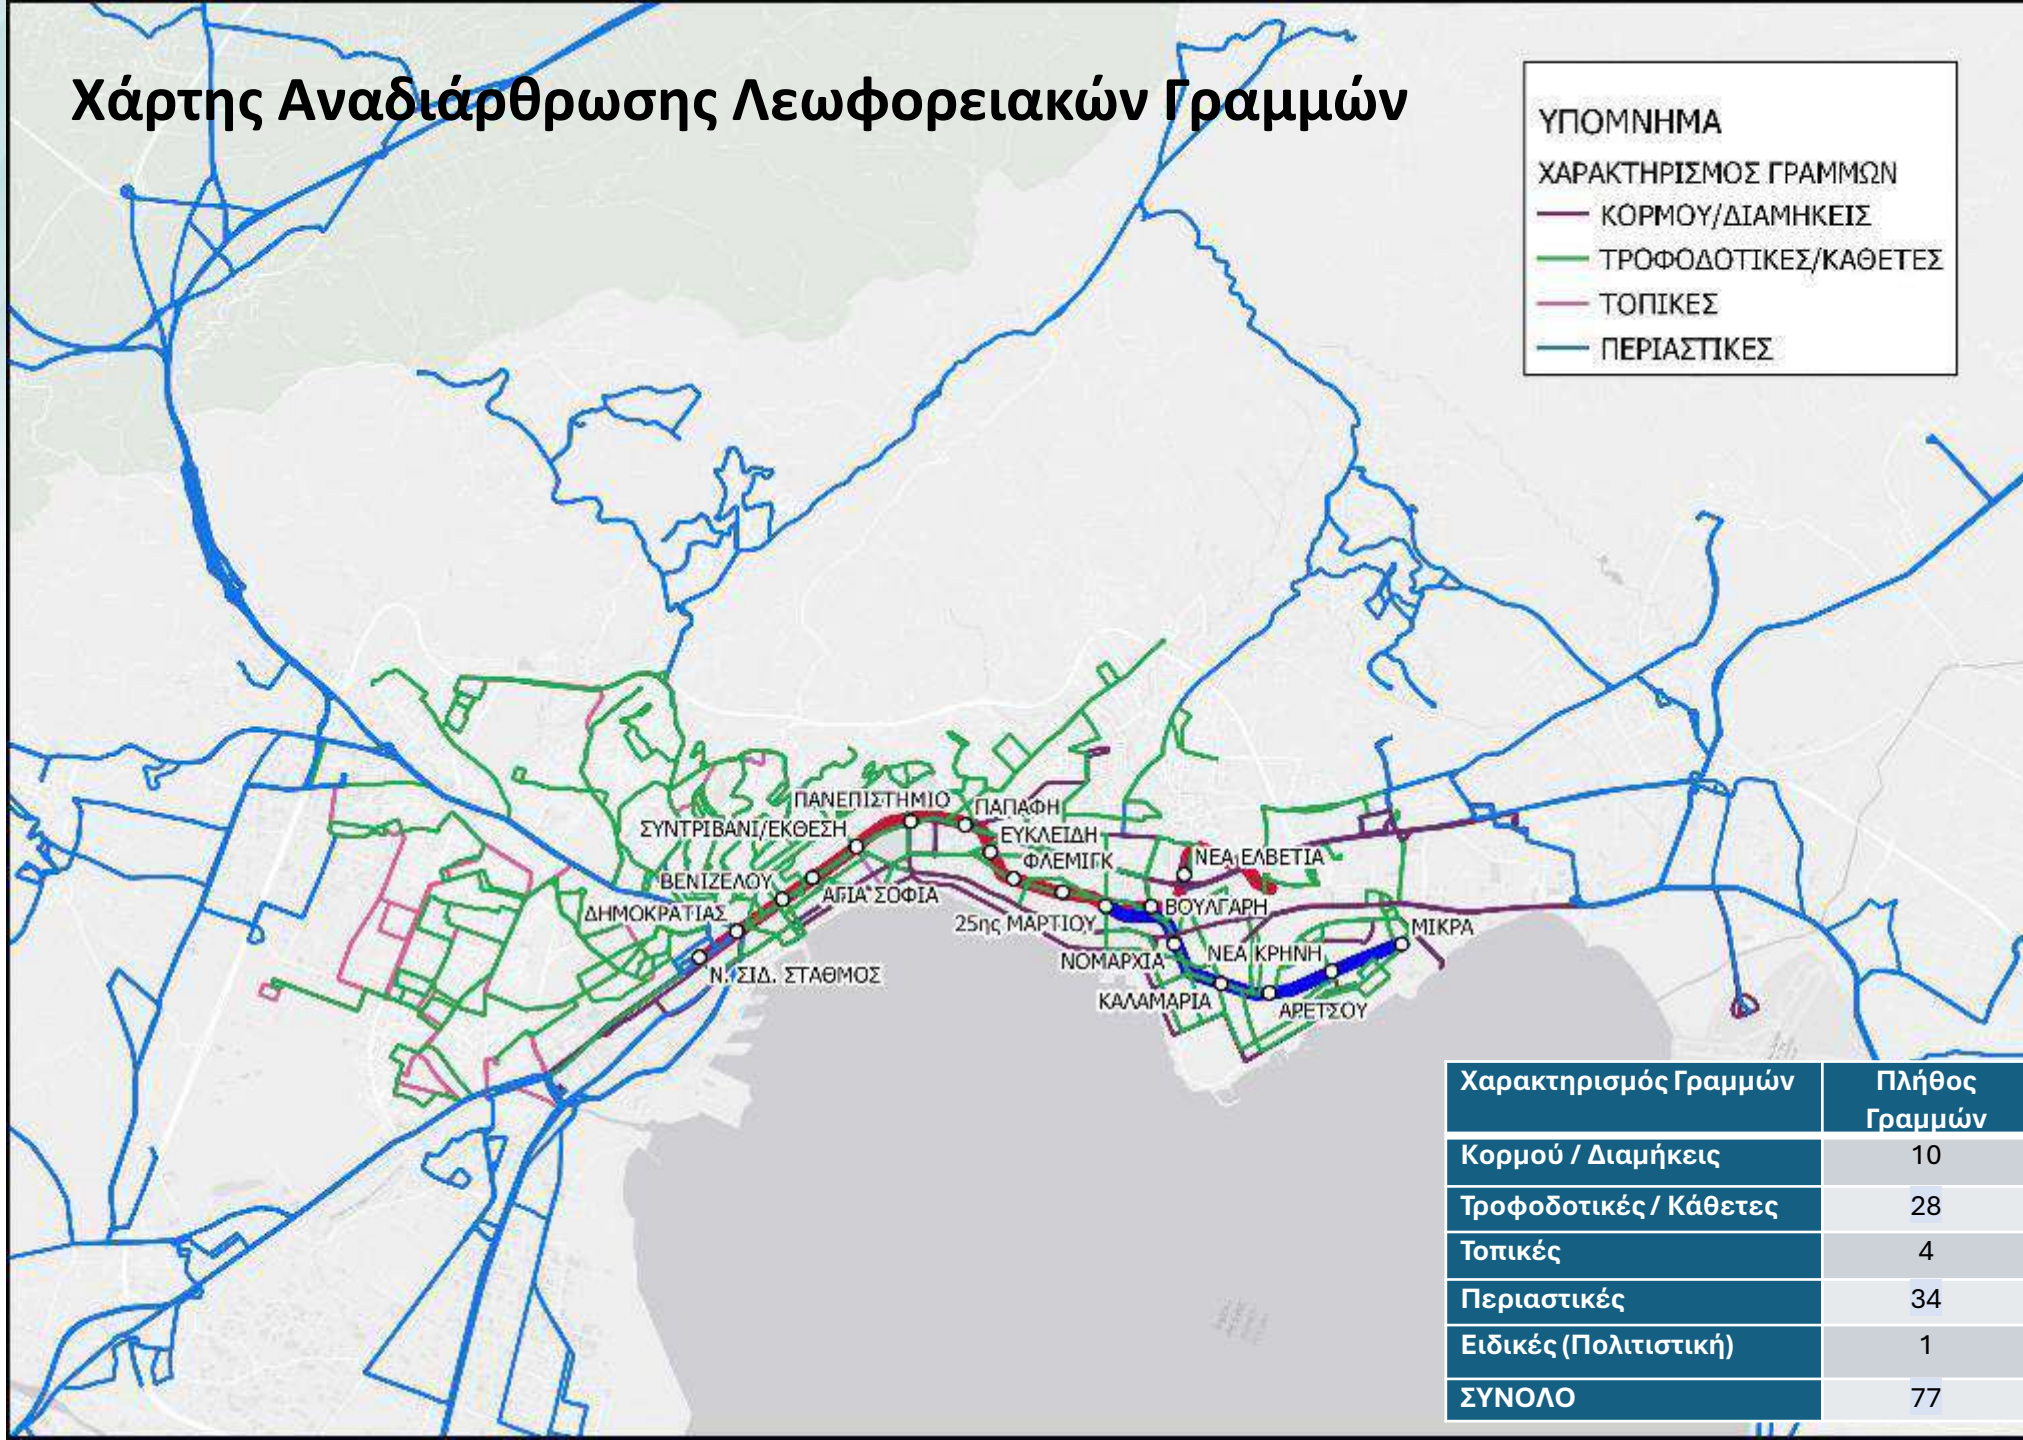 Χάρτης Αναδιάρθρωσης Λεωφορειακών Γραμμών
ΥΠΟΜΝΗΜΑ
ΧΑΡΑΚΤΗΡΙΣΜΟΣ ΓΡΑΜΜΩΝ
ΚΟΡΜΟΥ/ΔΙΑΜΗΚΕΙΣ
ΤΡΟΦΟΔΟΤΙΚΕΣ/ΚΑΘΕΤΕΣ
ΤΟΠΙΚΕΣ
ΠΕΡΙΑΣΤΙΚΕΣ
ΠΑΝΕΠΙΣΤΗΜΙΟ
ΠΑΠΑΦΗ
ΣΥΝΤΡΙΒΑΝΙ/ΕΚΘΕΣΗ
ΕΥΚΛΕΙΔΗ
ΦΛΕΜΙΓΚ
ΝΕΑ ΕΛΒΕΤΙΑ
ΒΕΝΙΖΕΛΟΥ
ΑΓΙΑ ΣΟΦΙΑ
ΔΗΜΟΚΡΑΤΙΑΣ
25ης ΜΑΡΤΙΟΥ
ΒΟΥΛΓΑΡΗ
ΜΙΚΡΑ
ΝΟΜΑΡΧΙΑ
ΝΕΑ ΚΡΗΝΗ
Ν. ΣΙΔ. ΣΤΑΘΜΟΣ
ΚΑΛΑΜΑΡΙΑ
ΑΡΕΤΣΟΥ
Χαρακτηρισμός Γραμμών Πλήθος
Γραμμών
Κορμού / Διαμήκεις 10
Τροφοδοτικές / Κάθετες 28
Τοπικές 4
Περιαστικές 34
Ειδικές (Πολιτιστική) 1
ΣΥΝΟΛΟ 77